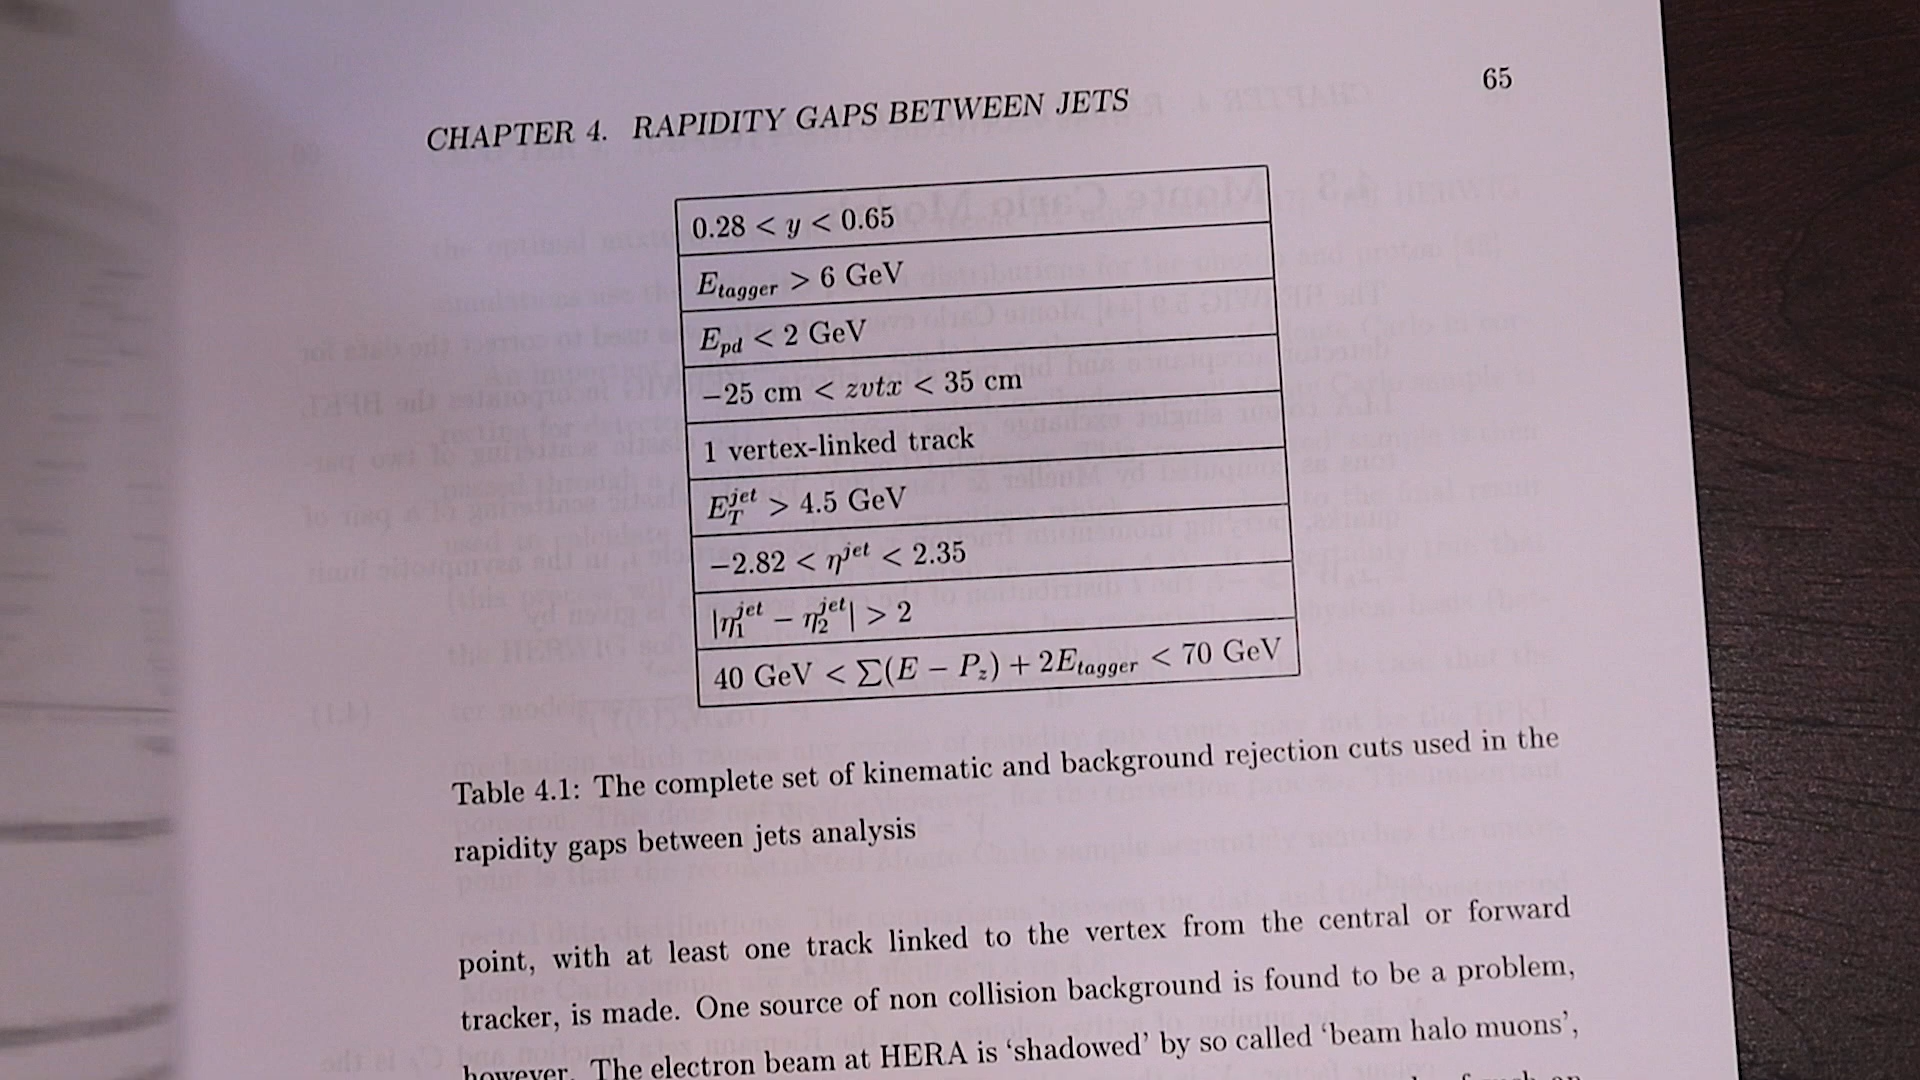 CHAPTER 4. RAPIDITY GAPS BETWEEN JETS 65
0.28 < y < 0.65
E_tagger > 6 GeV
E_pd < 2 GeV
−25 cm < zvtx < 35 cm
1 vertex-linked track
E_T^jet > 4.5 GeV
−2.82 < η^jet < 2.35
|η_1^jet − η_2^jet| > 2
40 GeV < ∑(E − P_z) + 2E_tagger < 70 GeV
Table 4.1: The complete set of kinematic and background rejection cuts used in the
rapidity gaps between jets analysis
point, with at least one track linked to the vertex from the central or forward
tracker, is made. One source of non collision background is found to be a problem,
however. The electron beam at HERA is ‘shadowed’ by so called ‘beam halo muons’,